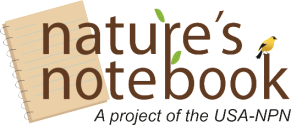 nature's
notebook
A project of the USA-NPN